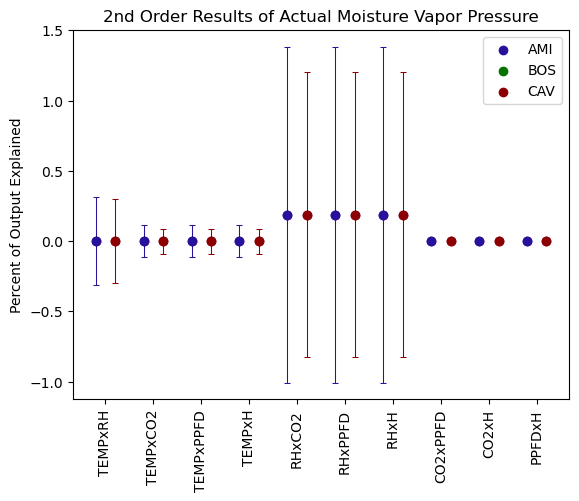 2nd Order Results of Actual Moisture Vapor Pressure
Percent of Output Explained
1.5
1.0
0.5
0.0
−0.5
−1.0
AMI
BOS
CAV
TEMPxRH
TEMPxCO2
TEMPxPPFD
TEMPxH
RHxCO2
RHxPPFD
RHxH
CO2xPPFD
CO2xH
PPFDxH